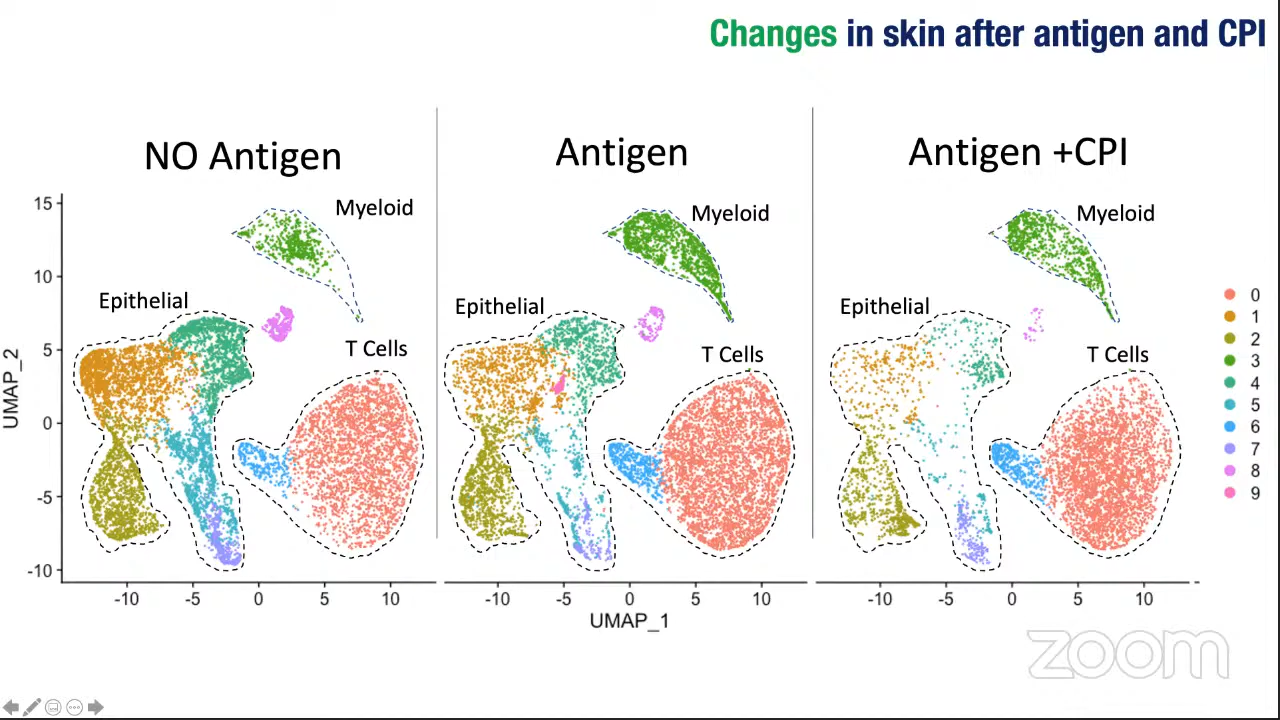 Changes in skin after antigen and CPI
NO Antigen
Antigen
Antigen +CPI
Myeloid
Epithelial
T Cells
Myeloid
Epithelial
T Cells
Myeloid
Epithelial
T Cells
UMAP_2
15
10
5
0
-5
-10
-10 -5 0 5 10
-10 -5 0 5 10
-10 -5 0 5 10
UMAP_1
0
1
2
3
4
5
6
7
8
9
zoom